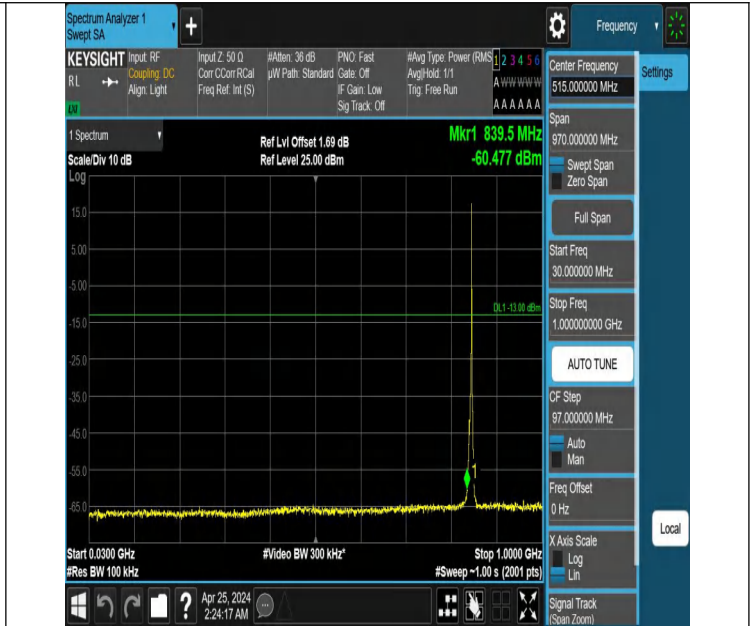 Spectrum Analyzer 1
Swept SA
Frequency
KEYSIGHT
RL
LXI
Input: RF
Coupling: DC
Align: Light
Input Z: 50 Ω
Corr CCorr RCal
Freq Ref: Int (S)
#Atten: 36 dB
µW Path: Standard
PNO: Fast
Gate: Off
IF Gain: Low
Sig Track: Off
#Avg Type: Power (RMS
Avg|Hold: 1/1
Trig: Free Run
1 2 3 4 5 6
A W W W W W
A A A A A A
1 Spectrum
Scale/Div 10 dB
Log
Ref Lvl Offset 1.69 dB
Ref Level 25.00 dBm
Mkr1 839.5 MHz
-60.477 dBm
15.0
5.00
-5.00
DL1 -13.00 dBm
-15.0
-25.0
-35.0
-45.0
-55.0
1
-65.0
Start 0.0300 GHz
#Video BW 300 kHz*
Stop 1.0000 GHz
#Res BW 100 kHz
#Sweep ~1.00 s (2001 pts)
Center Frequency
515.000000 MHz
Settings
Span
970.000000 MHz
Swept Span
Zero Span
Full Span
Start Freq
30.000000 MHz
Stop Freq
1.000000000 GHz
AUTO TUNE
CF Step
97.000000 MHz
Auto
Man
Freq Offset
0 Hz
Local
X Axis Scale
Log
Lin
Signal Track
(Span Zoom)
?
Apr 25, 2024
2:24:17 AM